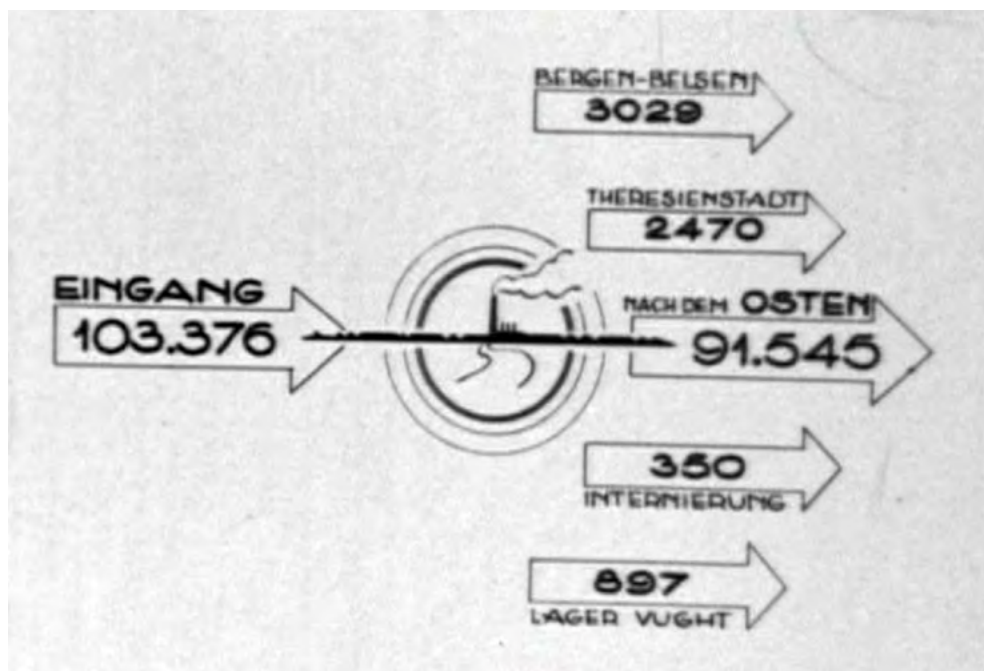 BERGEN-BELSEN
3029
THERESIENSTADT
2470
EINGANG
103.376
NACH DEM OSTEN
91.545
350
INTERNIERUNG
897
LAGER VUGHT